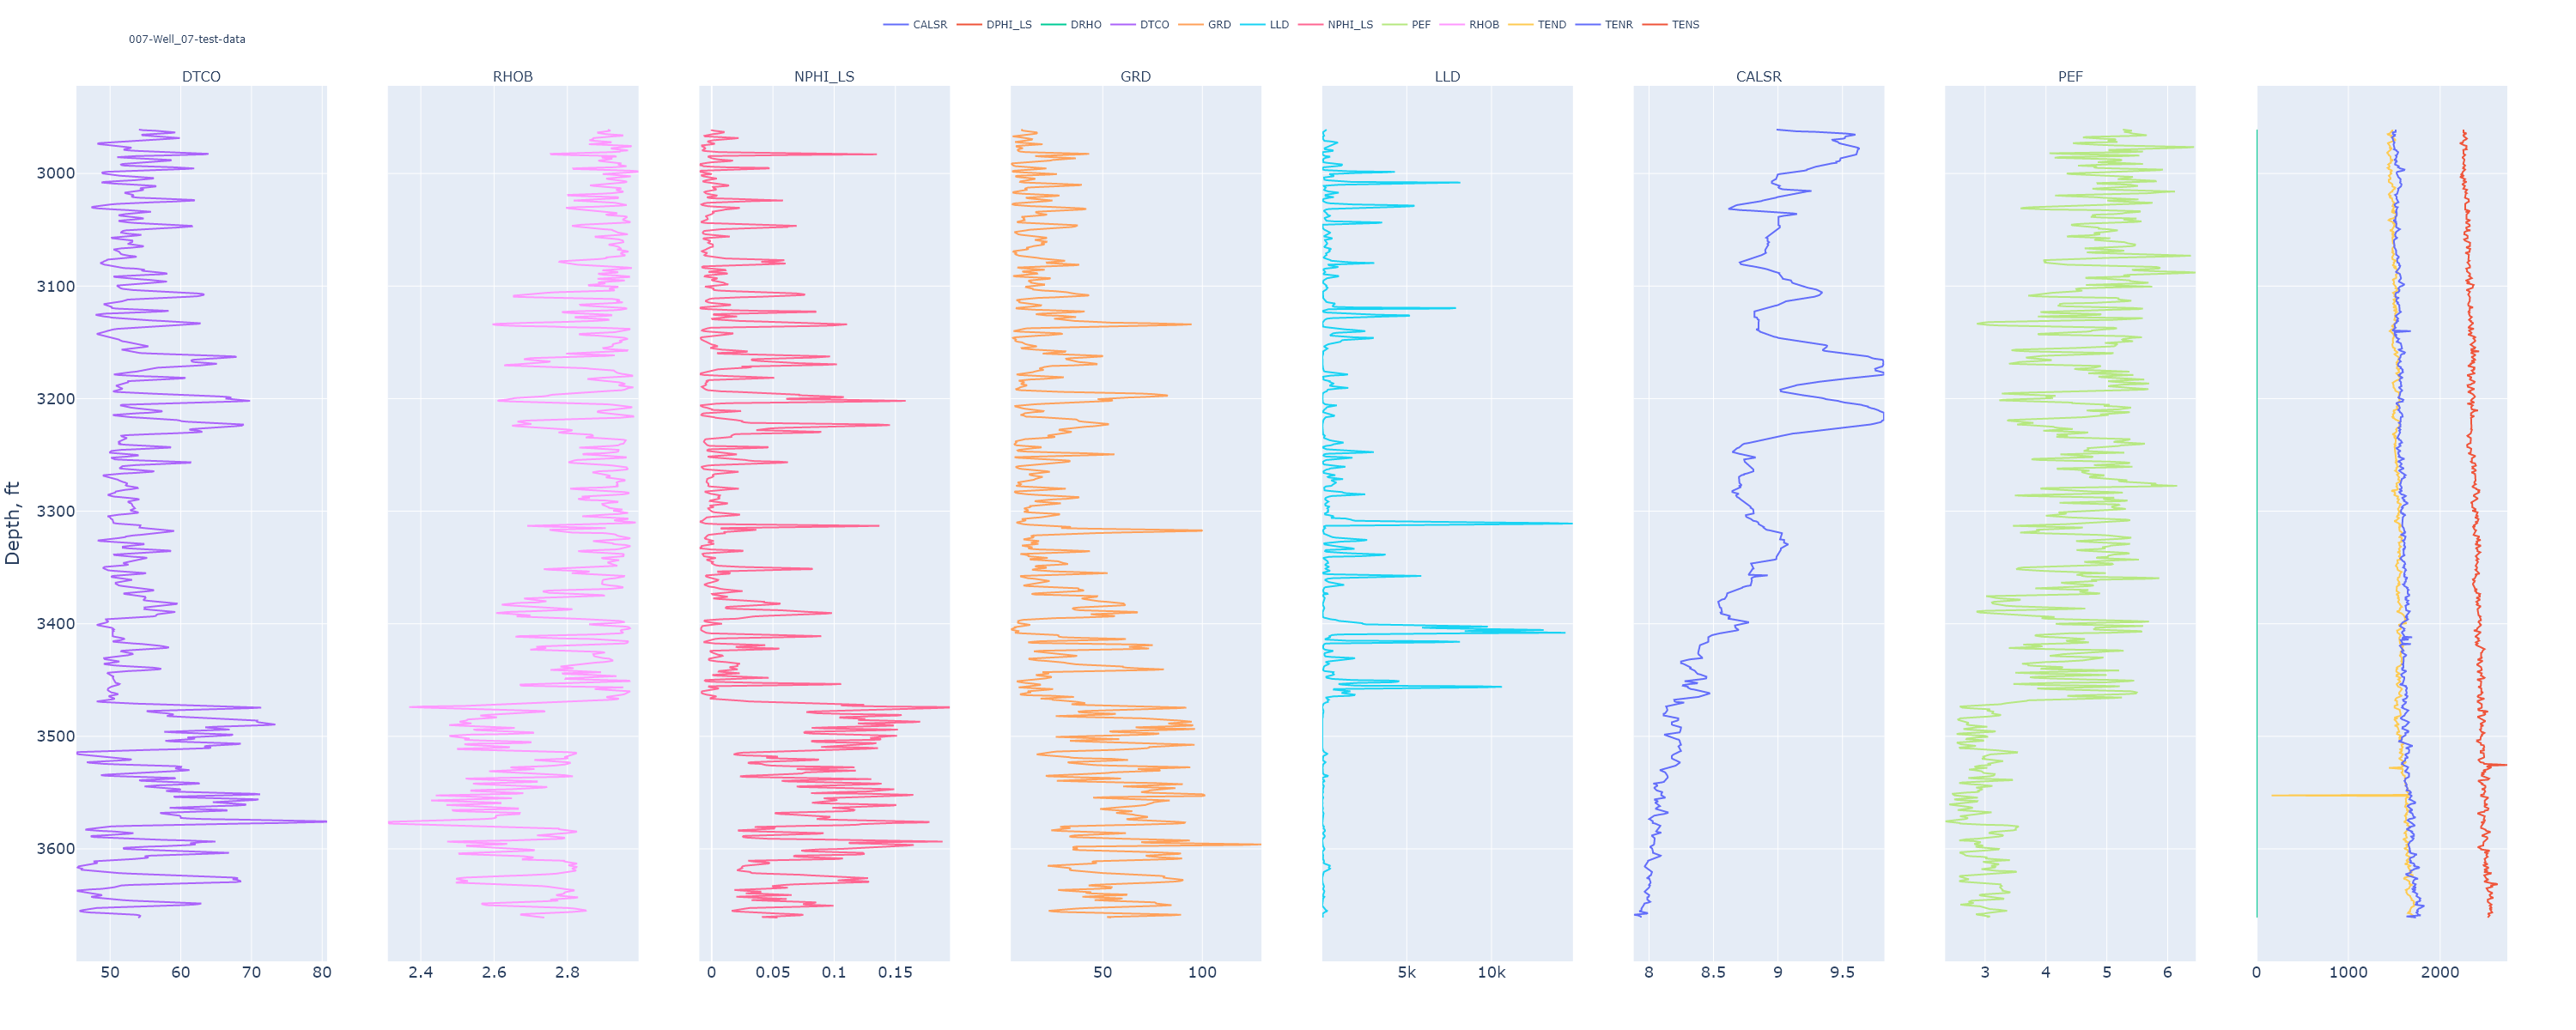 CALSR DPHI_LS DRHO DTCO GRD LLD NPHI_LS PEF RHOB TEND TENR TENS
007-Well_07-test-data
DTCO RHOB NPHI_LS GRD LLD CALSR PEF
Depth, ft
3000
3100
3200
3300
3400
3500
3600
50 60 70 80 2.4 2.6 2.8 0 0.05 0.1 0.15 50 100 5k 10k 8 8.5 9 9.5 3 4 5 6 0 1000 2000